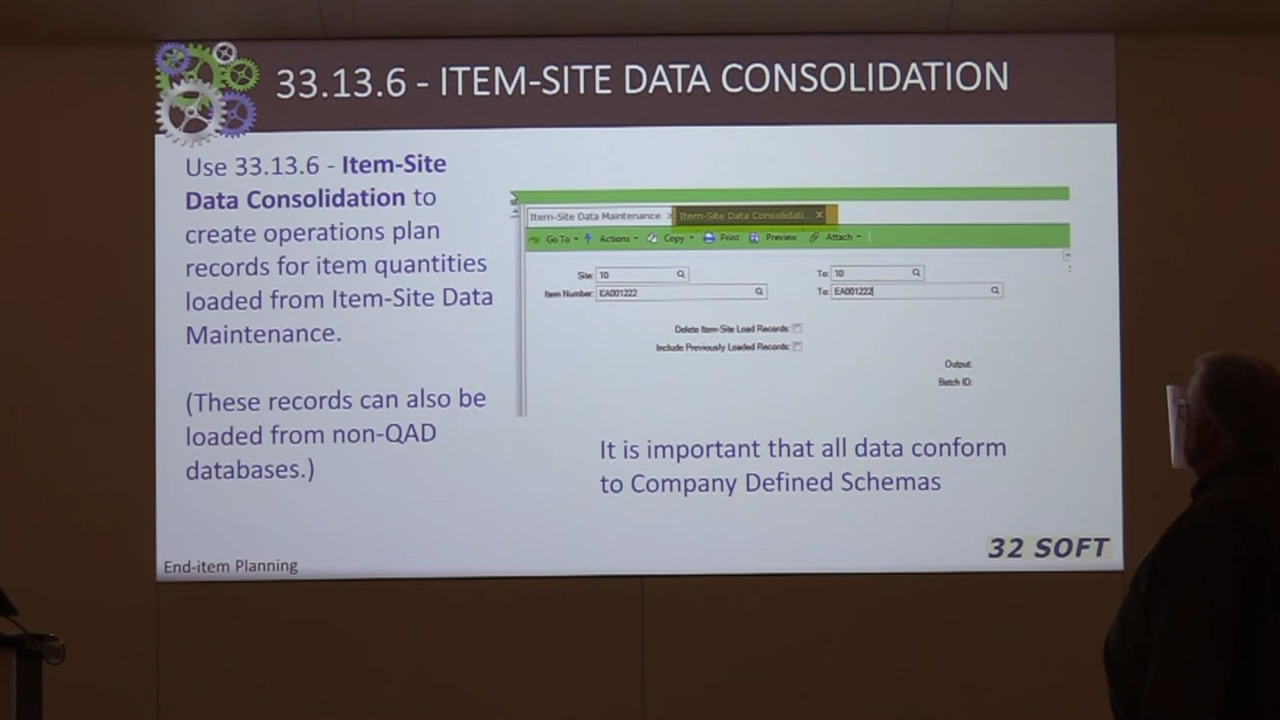 33.13.6 - ITEM-SITE DATA CONSOLIDATION
Use 33.13.6 - Item-Site
Data Consolidation to
create operations plan
records for item quantities
loaded from Item-Site Data
Maintenance.
(These records can also be
loaded from non-QAD
databases.)
Item-Site Data Maintenance Item-Site Data Consolidati...
Go To Actions Copy Print Preview Attach
Site: 10 To: 10
Item Number: EA001222 To: EA001222
Delete Item-Site Load Records:
Include Previously Loaded Records:
Output:
Batch ID:
It is important that all data conform
to Company Defined Schemas
End-item Planning
32 SOFT